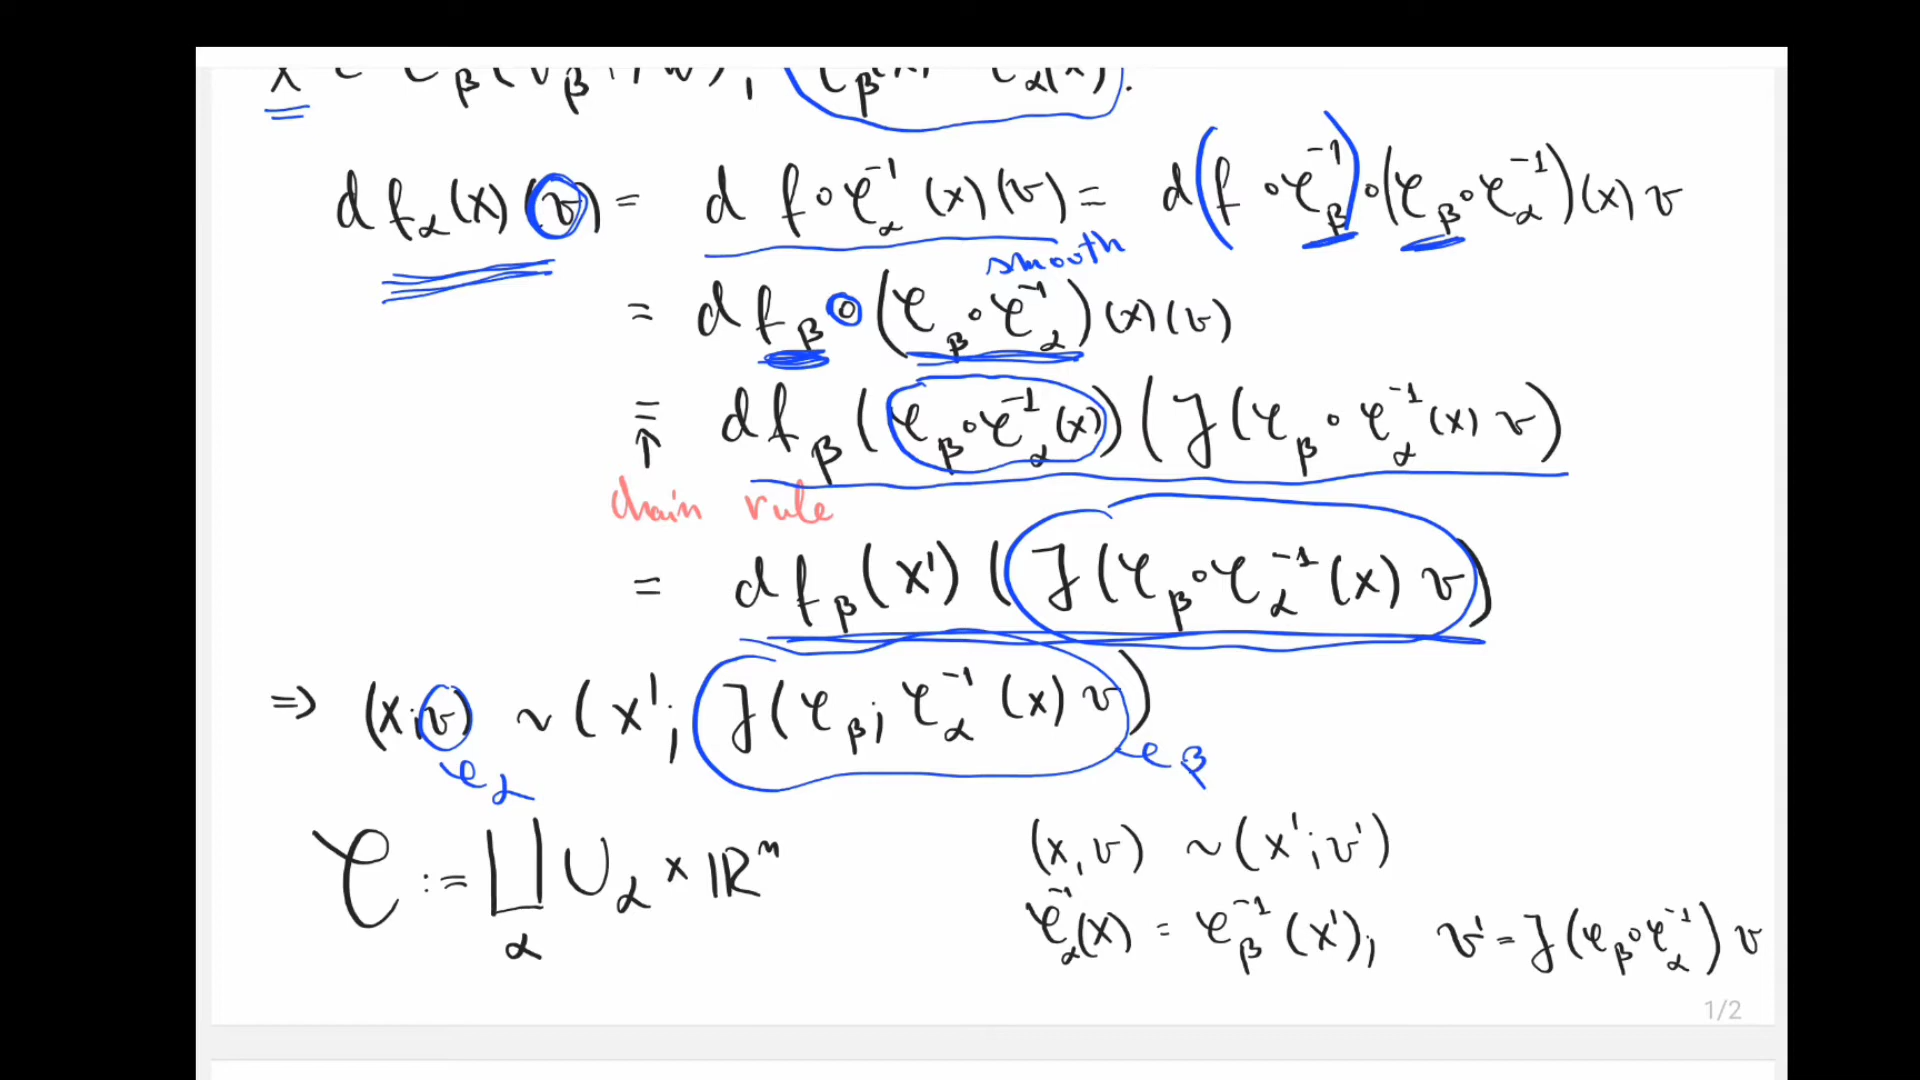 d f_α (x) (v) = d f∘φ_α^{-1} (x)(v) = d(f∘φ_β^{-1})∘(φ_β∘φ_α^{-1})(x) v
smooth
= d f_β ∘ (φ_β∘φ_α^{-1}) (x)(v)
= d f_β (φ_β∘φ_α^{-1}(x)) (J(φ_β∘φ_α^{-1}(x) v)
↑
chain rule
= d f_β (x') (J(φ_β∘φ_α^{-1}(x) v)
⇒ (x; v) ~ (x'; J(φ_β; φ_α^{-1}(x) v)
φ_α φ_β
:= ∐_α U_α × ℝ^n
(x, v) ~ (x'; v')
φ_α^{-1}(x) = φ_β^{-1}(x'); v' = J(φ_β∘φ_α^{-1}) v
1/2